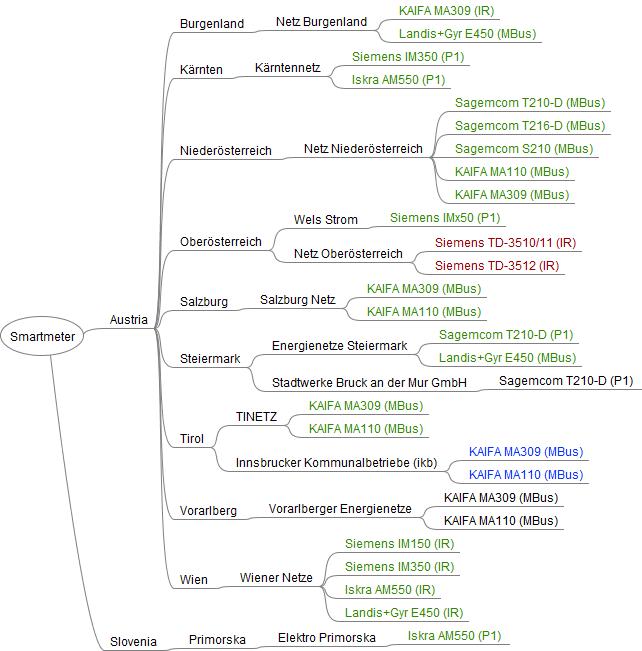 Smartmeter
Austria
Burgenland
Netz Burgenland
KAIFA MA309 (IR)
Landis+Gyr E450 (MBus)
Kärnten
Kärntennetz
Siemens IM350 (P1)
Iskra AM550 (P1)
Niederösterreich
Netz Niederösterreich
Sagemcom T210-D (MBus)
Sagemcom T216-D (MBus)
Sagemcom S210 (MBus)
KAIFA MA110 (MBus)
KAIFA MA309 (MBus)
Oberösterreich
Wels Strom
Siemens IMx50 (P1)
Netz Oberösterreich
Siemens TD-3510/11 (IR)
Siemens TD-3512 (IR)
Salzburg
Salzburg Netz
KAIFA MA309 (MBus)
KAIFA MA110 (MBus)
Steiermark
Energienetze Steiermark
Sagemcom T210-D (P1)
Landis+Gyr E450 (MBus)
Stadtwerke Bruck an der Mur GmbH
Sagemcom T210-D (P1)
Tirol
TINETZ
KAIFA MA309 (MBus)
KAIFA MA110 (MBus)
Innsbrucker Kommunalbetriebe (ikb)
KAIFA MA309 (MBus)
KAIFA MA110 (MBus)
Vorarlberg
Vorarlberger Energienetze
KAIFA MA309 (MBus)
KAIFA MA110 (MBus)
Wien
Wiener Netze
Siemens IM150 (IR)
Siemens IM350 (IR)
Iskra AM550 (IR)
Landis+Gyr E450 (IR)
Slovenia
Primorska
Elektro Primorska
Iskra AM550 (P1)